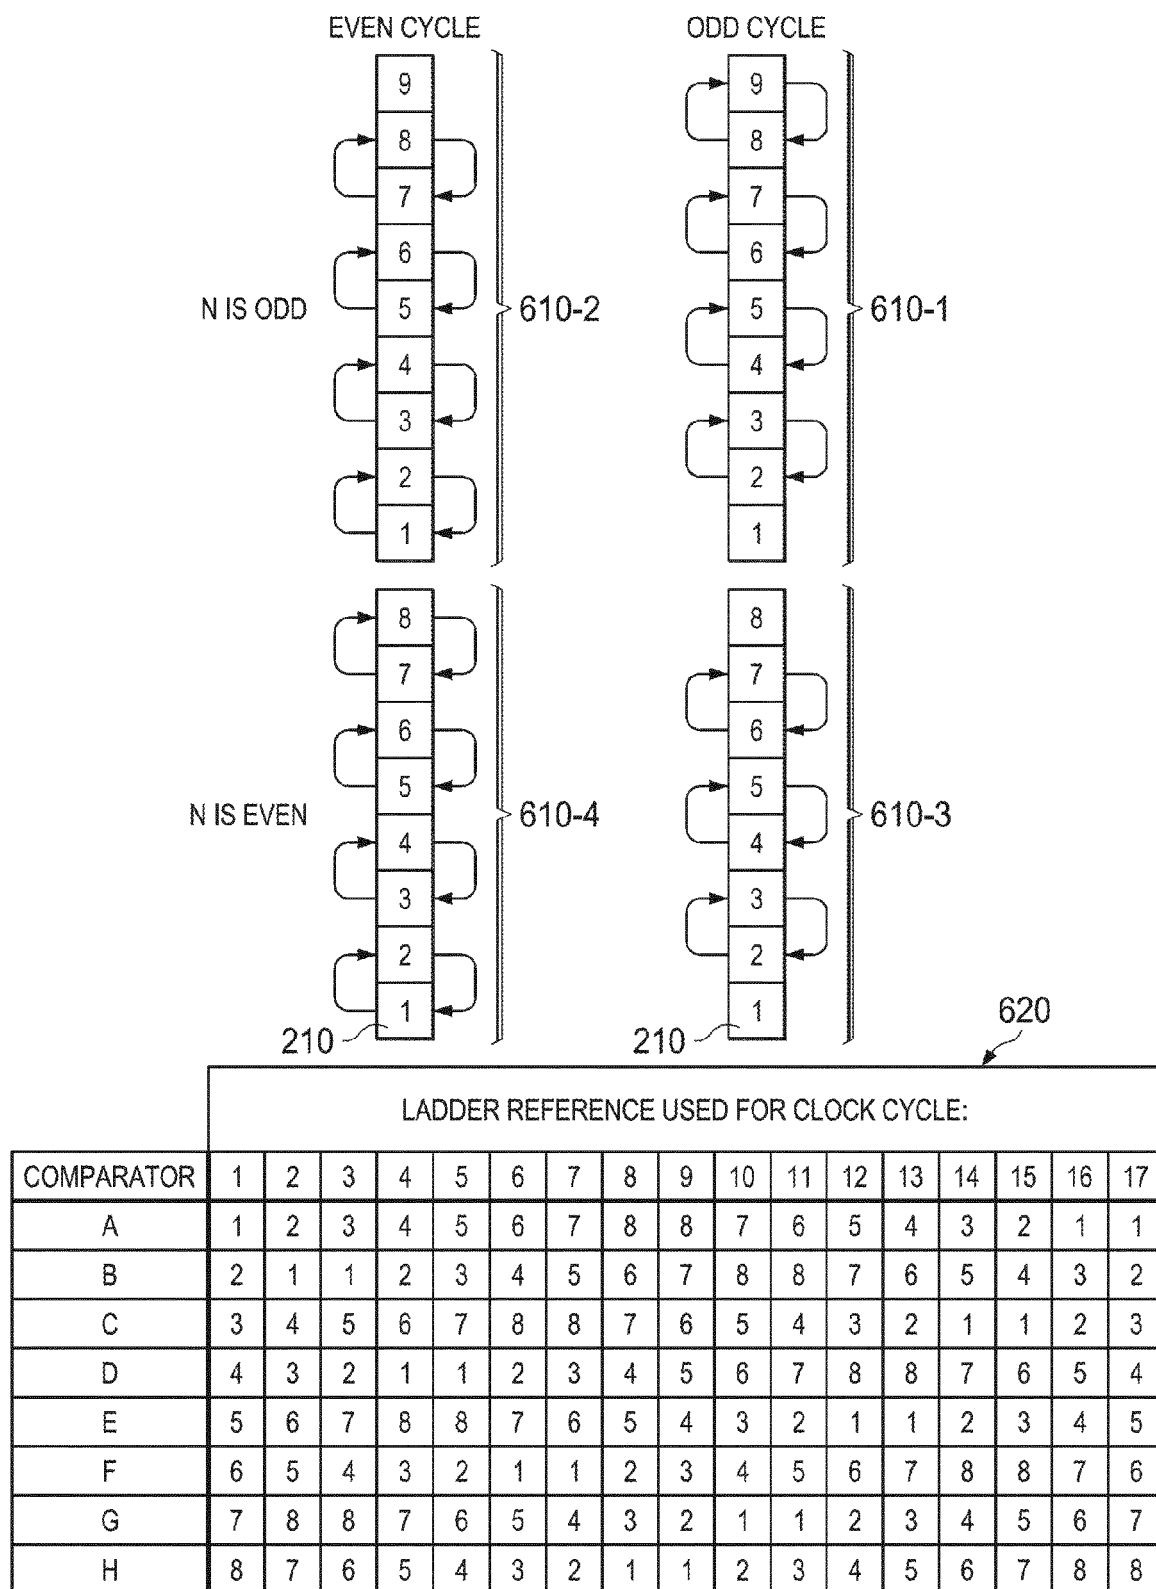 EVEN CYCLE ODD CYCLE
9 9
8 8
7 7
6 6
N IS ODD 5 610-2 5 610-1
4 4
3 3
2 2
1 1
8 8
7 7
6 6
5 5
N IS EVEN 610-4 610-3
4 4
3 3
2 2
1 1
210 210 620
LADDER REFERENCE USED FOR CLOCK CYCLE:
COMPARATOR 1 2 3 4 5 6 7 8 9 10 11 12 13 14 15 16 17
A 1 2 3 4 5 6 7 8 8 7 6 5 4 3 2 1 1
B 2 1 1 2 3 4 5 6 7 8 8 7 6 5 4 3 2
C 3 4 5 6 7 8 8 7 6 5 4 3 2 1 1 2 3
D 4 3 2 1 1 2 3 4 5 6 7 8 8 7 6 5 4
E 5 6 7 8 8 7 6 5 4 3 2 1 1 2 3 4 5
F 6 5 4 3 2 1 1 2 3 4 5 6 7 8 8 7 6
G 7 8 8 7 6 5 4 3 2 1 1 2 3 4 5 6 7
H 8 7 6 5 4 3 2 1 1 2 3 4 5 6 7 8 8